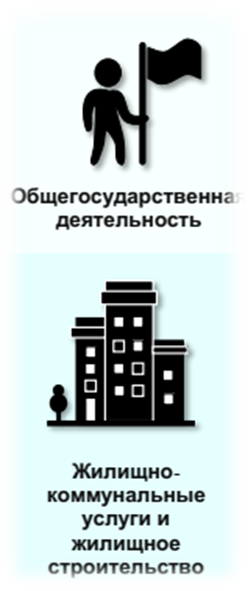 Общегосударственная
деятельность
Жилищно-
коммунальные
услуги и
жилищное
строительство